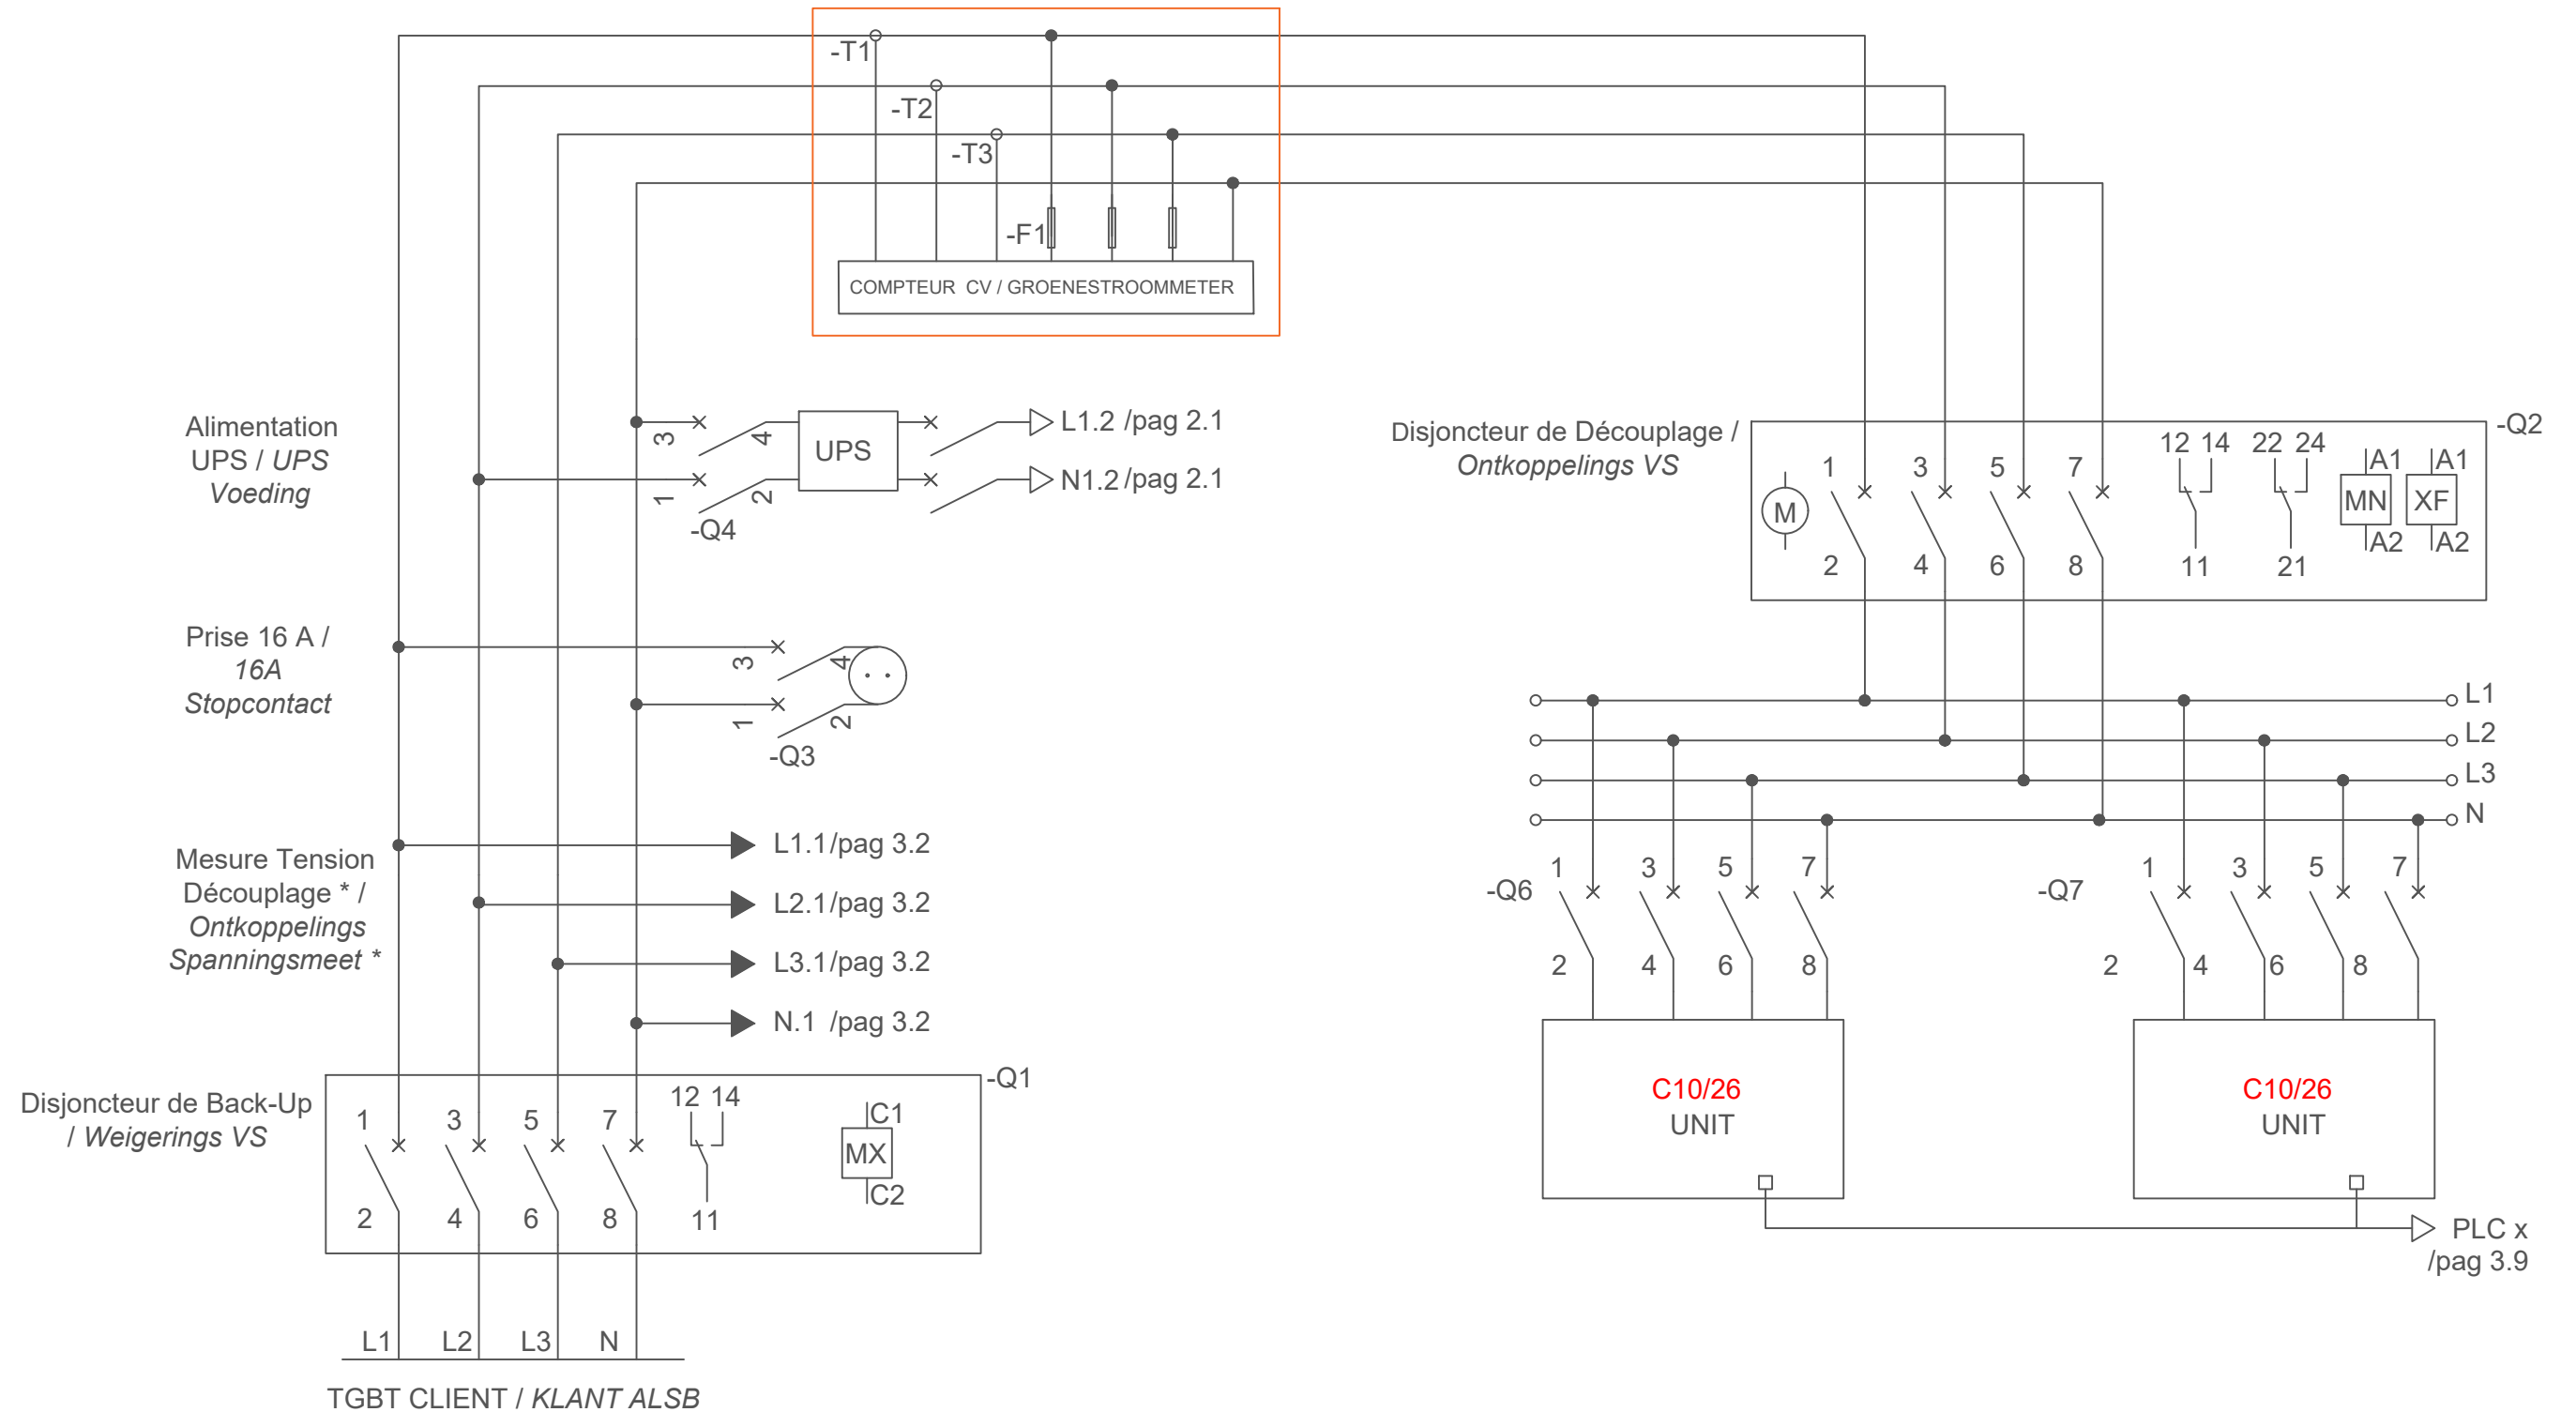 -T1
-T2
-T3
-F1
COMPTEUR CV / GROENESTROOMMETER
Alimentation
UPS / UPS
Voeding
3
4
1
2
-Q4
UPS
L1.2 /pag 2.1
N1.2 /pag 2.1
Prise 16 A /
16A
Stopcontact
3
4
1
2
-Q3
Mesure Tension
Découplage * /
Ontkoppelings
Spanningsmeet *
L1.1/pag 3.2
L2.1/pag 3.2
L3.1/pag 3.2
N.1 /pag 3.2
Disjoncteur de Back-Up
/ Weigerings VS
-Q1
1 3 5 7
12 14
2 4 6 8
11
C1
MX
C2
L1 L2 L3 N
TGBT CLIENT / KLANT ALSB
Disjoncteur de Découplage /
Ontkoppelings VS
-Q2
M
1 3 5 7
2 4 6 8
12 14
11
22 24
21
A1
MN
A2
A1
XF
A2
L1
L2
L3
N
-Q6
1 3 5 7
2 4 6 8
-Q7
1 3 5 7
2 4 6 8
C10/26
UNIT
C10/26
UNIT
PLC x
/pag 3.9